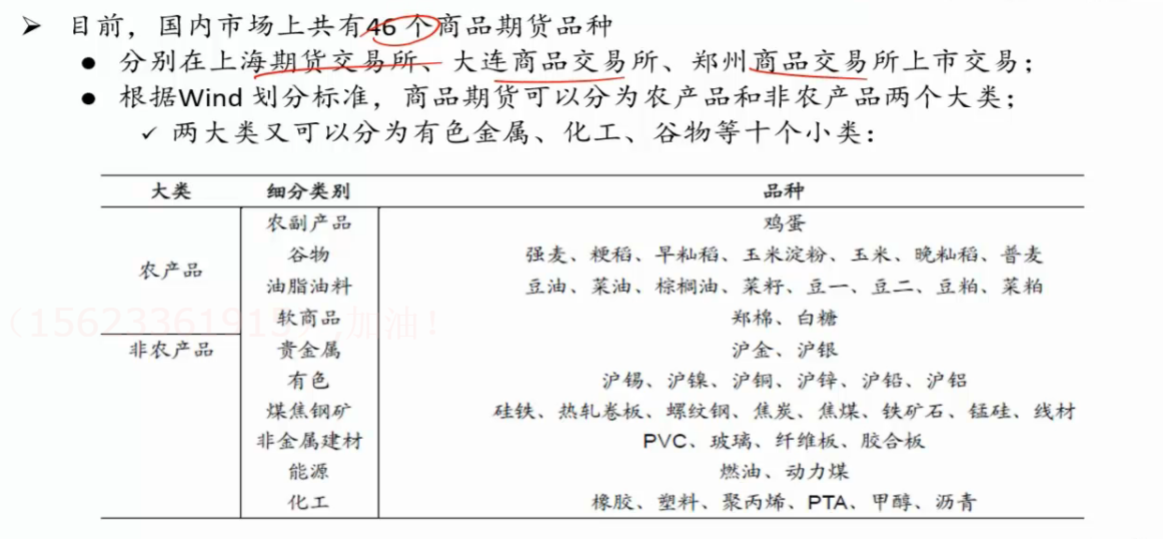 ➢ 目前，国内市场上共有46个商品期货品种
● 分别在上海期货交易所、大连商品交易所、郑州商品交易所上市交易；
● 根据Wind 划分标准，商品期货可以分为农产品和非农产品两个大类；
✓ 两大类又可以分为有色金属、化工、谷物等十个小类：
大类 细分类别 品种
农副产品 鸡蛋
谷物 强麦、粳稻、早籼稻、玉米淀粉、玉米、晚籼稻、普麦
农产品
油脂油料 豆油、菜油、棕榈油、菜籽、豆一、豆二、豆粕、菜粕
软商品 郑棉、白糖
非农产品 贵金属 沪金、沪银
有色 沪锡、沪镍、沪铜、沪锌、沪铅、沪铝
煤焦钢矿 硅铁、热轧卷板、螺纹钢、焦炭、焦煤、铁矿石、锰硅、线材
非金属建材 PVC、玻璃、纤维板、胶合板
能源 燃油、动力煤
化工 橡胶、塑料、聚丙烯、PTA、甲醇、沥青